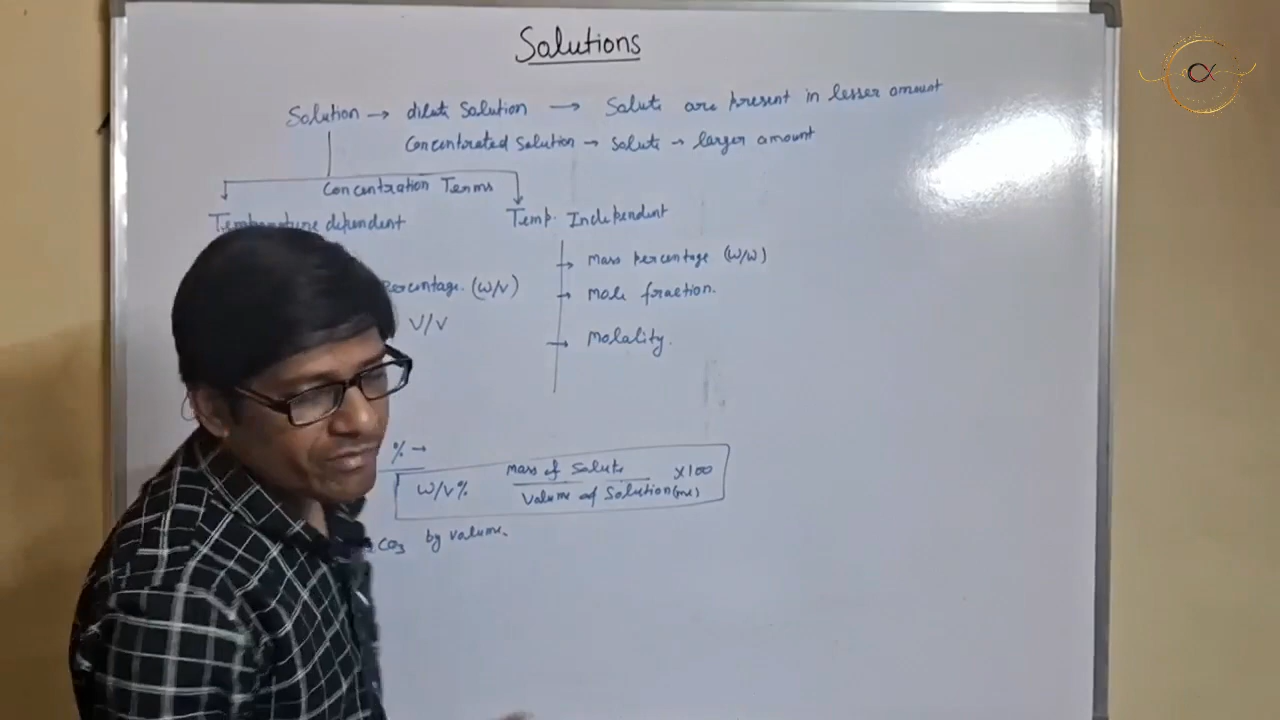 Solutions
Solution → dilute Solution → Solute are present in lesser amount
Concentrated Solution → Solute → larger amount
Concentration Terms
Temperature dependent
Temp. Independent
→ Mass percentage (W/W)
percentage. (W/V)
→ Mole fraction.
V/V
→ Molality.
% →
W/V% Mass of Solute / Volume of Solution(ml) ×100
CO3 by volume.